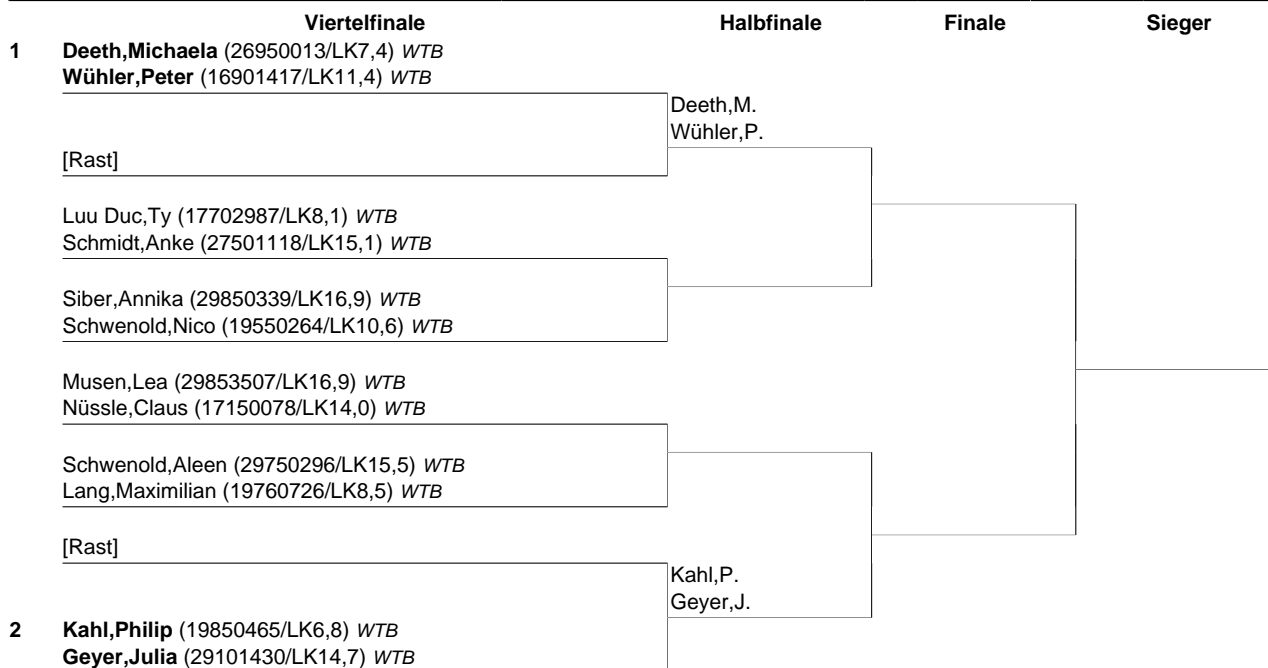 Viertelfinale Halbfinale Finale Sieger
1 Deeth,Michaela (26950013/LK7,4) WTB
Wühler,Peter (16901417/LK11,4) WTB
Deeth,M.
Wühler,P.
[Rast]
Luu Duc,Ty (17702987/LK8,1) WTB
Schmidt,Anke (27501118/LK15,1) WTB
Siber,Annika (29850339/LK16,9) WTB
Schwenold,Nico (19550264/LK10,6) WTB
Musen,Lea (29853507/LK16,9) WTB
Nüssle,Claus (17150078/LK14,0) WTB
Schwenold,Aleen (29750296/LK15,5) WTB
Lang,Maximilian (19760726/LK8,5) WTB
[Rast]
Kahl,P.
Geyer,J.
2 Kahl,Philip (19850465/LK6,8) WTB
Geyer,Julia (29101430/LK14,7) WTB